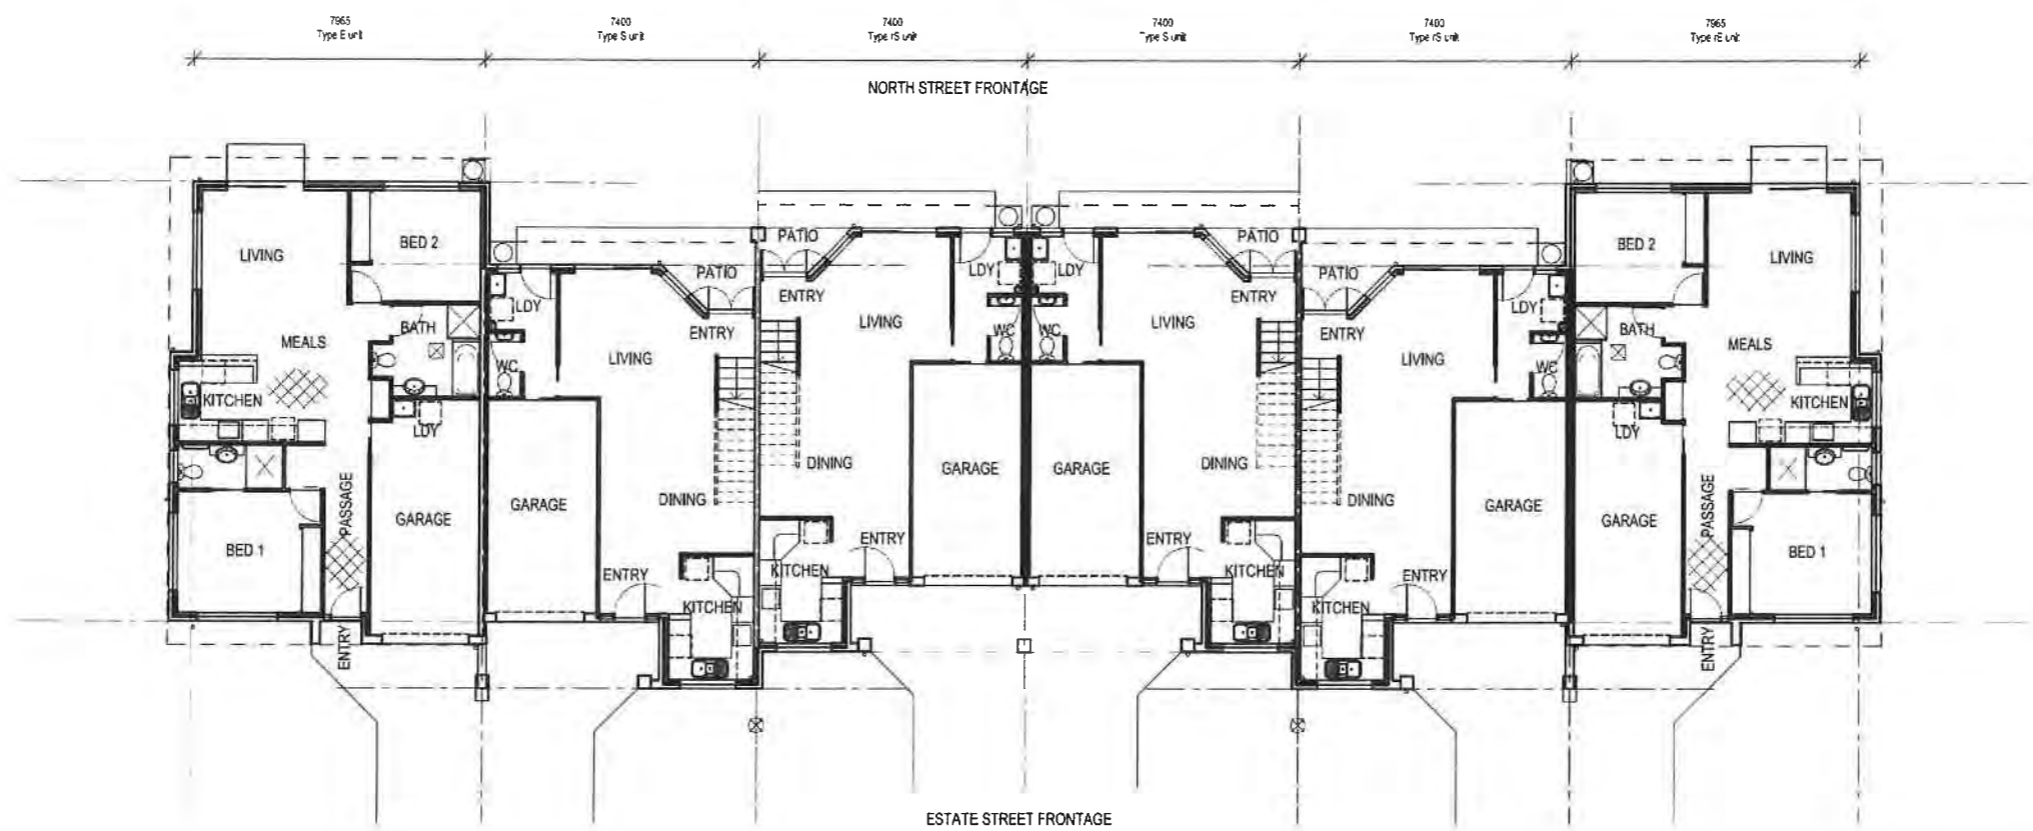 7965
Type E unit
7400
Type S unit
7400
Type rS unit
7400
Type S unit
7400
Type rS unit
7965
Type rE unit
NORTH STREET FRONTAGE
LIVING
BED 2
MEALS
BATH
KITCHEN
LDY
PASSAGE
BED 1
GARAGE
ENTRY
LDY
PATIO
ENTRY
LIVING
WC
GARAGE
DINING
ENTRY
KITCHEN
PATIO
ENTRY
LDY
LIVING
WC
DINING
GARAGE
ENTRY
KITCHEN
PATIO
LDY
ENTRY
WC
LIVING
GARAGE
DINING
ENTRY
KITCHEN
PATIO
ENTRY
LDY
LIVING
WC
DINING
GARAGE
ENTRY
KITCHEN
BED 2
LIVING
BATH
MEALS
KITCHEN
LDY
PASSAGE
GARAGE
BED 1
ENTRY
ESTATE STREET FRONTAGE